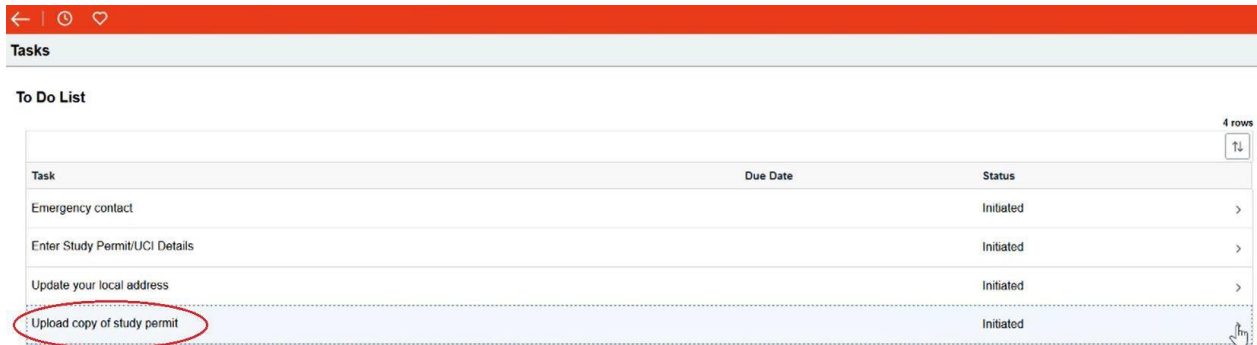 Tasks
To Do List
4 rows
Task Due Date Status
Emergency contact Initiated
Enter Study Permit/UCI Details Initiated
Update your local address Initiated
Upload copy of study permit Initiated